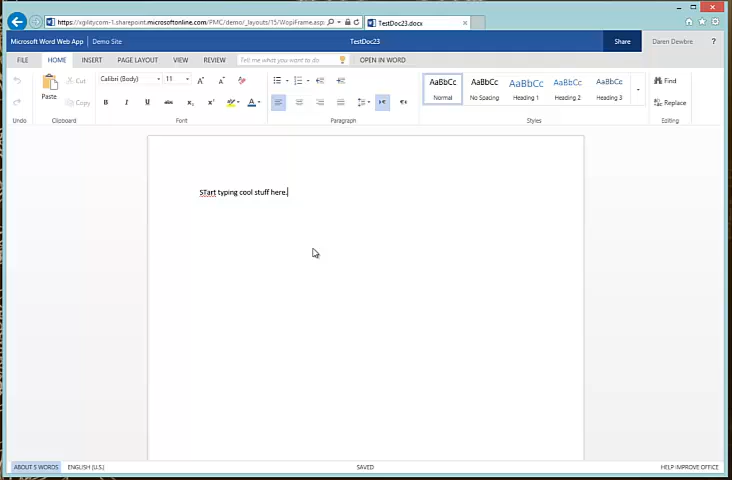 https://xgilitycom-1.sharepoint.microsoftonline.com/PMC/demo/_layouts/15/WopiFrame.asp
TestDoc23.docx
Microsoft Word Web App Demo Site TestDoc23 Share Daren Dewbre ?
FILE HOME INSERT PAGE LAYOUT VIEW REVIEW Tell me what you want to do OPEN IN WORD
Calibri (Body) 11
Paste Cut
Copy
B I U abc X₂ X² A
AaBbCc AaBbCc AaBbCc AaBbCc AaBbCc
Normal No Spacing Heading 1 Heading 2 Heading 3
Find
Replace
Undo Clipboard Font Paragraph Styles Editing
STart typing cool stuff here.
ABOUT 5 WORDS ENGLISH (U.S.) SAVED HELP IMPROVE OFFICE